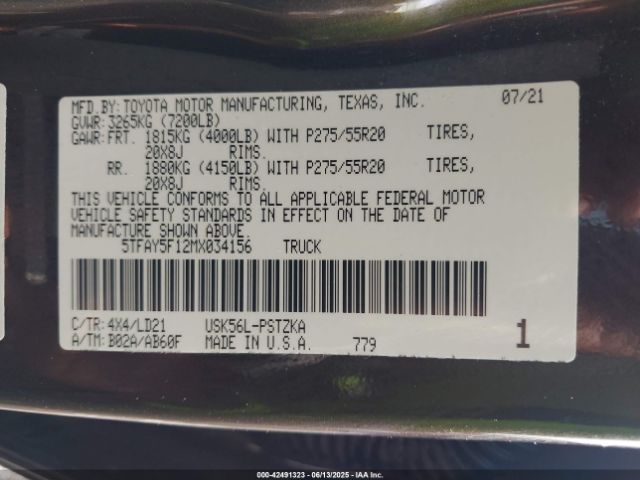 MFD.BY: TOYOTA MOTOR MANUFACTURING, TEXAS, INC. 07/21
GVWR: 3265KG (7200LB)
GAWR: FRT. 1815KG (4000LB) WITH P275/55R20 TIRES,
20X8J RIMS.
RR. 1880KG (4150LB) WITH P275/55R20 TIRES,
20X8J RIMS.
THIS VEHICLE CONFORMS TO ALL APPLICABLE FEDERAL MOTOR
VEHICLE SAFETY STANDARDS IN EFFECT ON THE DATE OF
MANUFACTURE SHOWN ABOVE.
5TFAY5F12MX034156 TRUCK
C/TR: 4X4/LD21 USK56L-PSTZKA
A/TM: B02A/AB60F MADE IN U.S.A. 779 1
000-42491323 - 06/13/2025 - IAAI.COM